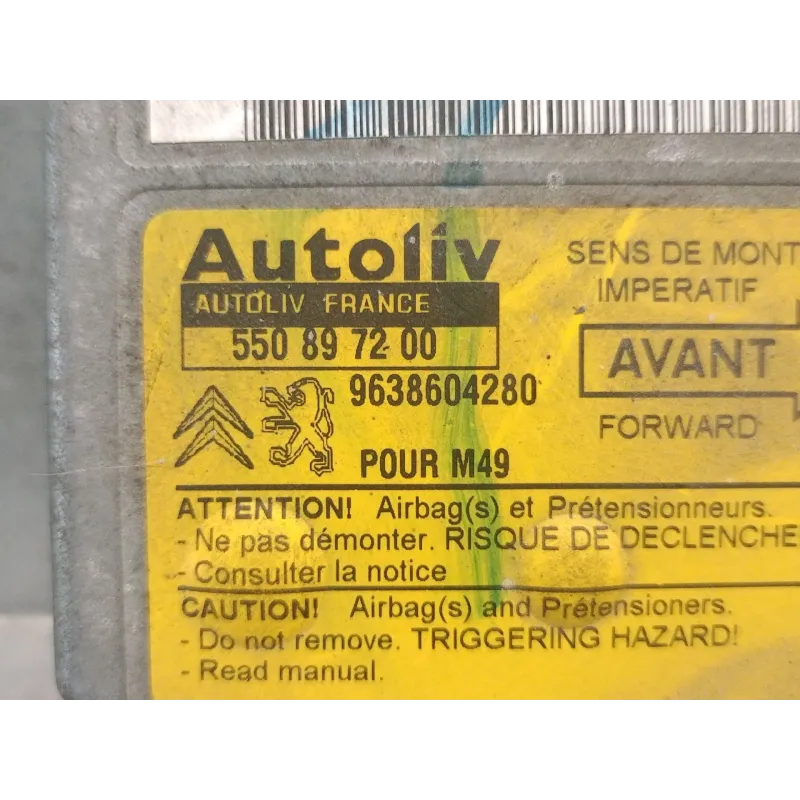 Autoliv
AUTOLIV FRANCE
550 89 72 00
9638604280
POUR M49
SENS DE MONT
IMPERATIF
AVANT
FORWARD
ATTENTION! Airbag(s) et Prétensionneurs.
- Ne pas démonter. RISQUE DE DECLENCHE
- Consulter la notice
CAUTION! Airbag(s) and Prétensioners.
- Do not remove. TRIGGERING HAZARD!
- Read manual.